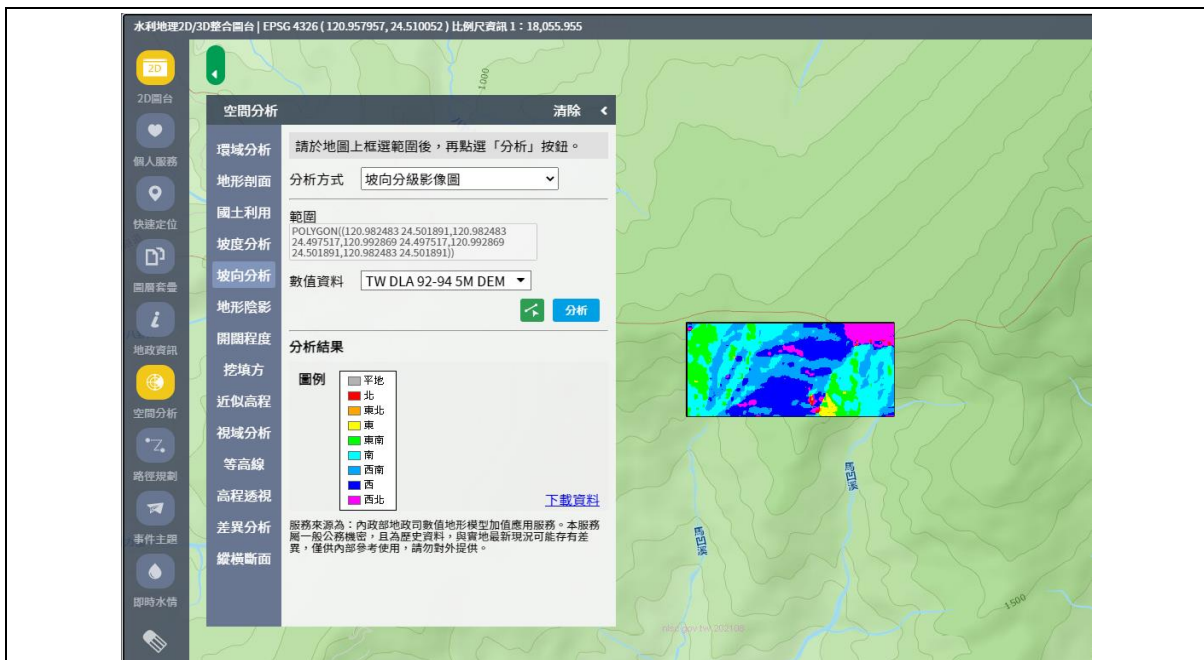 水利地理2D/3D整合圖台 | EPSG 4326 ( 120.957957, 24.510052 ) 比例尺資訊 1：18,055.955
2D
2D圖台
個人服務
快速定位
圖層套疊
地政資訊
空間分析
路徑規劃
事件主題
即時水情
空間分析
清除
環域分析
地形剖面
國土利用
坡度分析
坡向分析
地形陰影
開闊程度
挖填方
近似高程
視域分析
等高線
高程透視
差異分析
縱橫斷面
請於地圖上框選範圍後，再點選「分析」按鈕。
分析方式 坡向分級影像圖
範圍
POLYGON((120.982483 24.501891,120.982483
24.497517,120.992869 24.497517,120.992869
24.501891,120.982483 24.501891))
數值資料 TW DLA 92-94 5M DEM
分析
分析結果
圖例
平地
北
東北
東
東南
南
西南
西
西北
下載資料
服務來源為：內政部地政司數值地形模型加值應用服務。本服務
屬一般公務機密，且為歷史資料，與實地最新現況可能存有差
異，僅供內部參考使用，請勿對外提供。
1000
馬凹溪
馬凹溪
1500